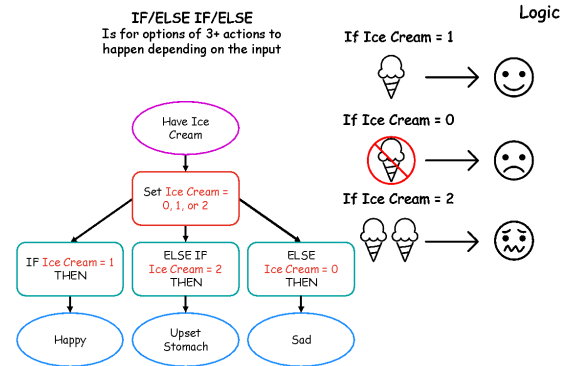 Logic
IF/ELSE IF/ELSE
Is for options of 3+ actions to
happen depending on the input
Have Ice
Cream
Set Ice Cream =
0, 1, or 2
IF Ice Cream = 1
THEN
ELSE IF
Ice Cream = 2
THEN
ELSE
Ice Cream = 0
THEN
Happy
Upset
Stomach
Sad
If Ice Cream = 1
If Ice Cream = 0
If Ice Cream = 2